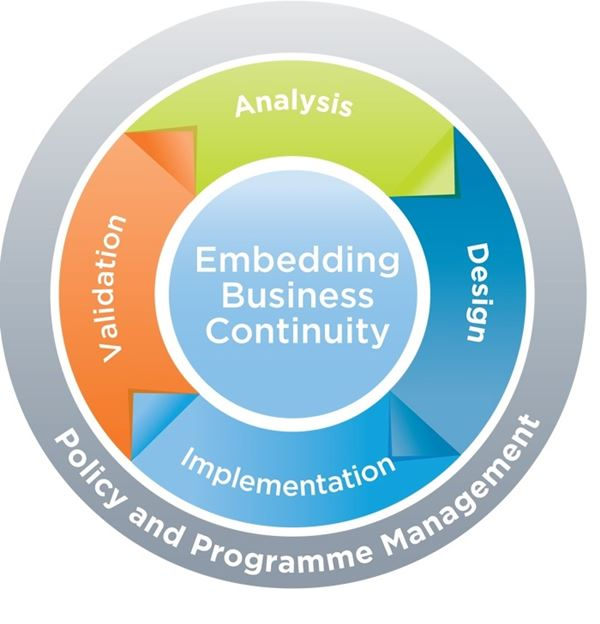 Analysis
Design
Implementation
Validation
Embedding
Business
Continuity
Policy and Programme Management